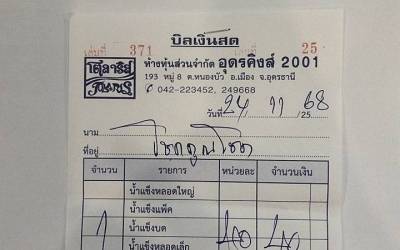 บิลเงินสด
เล่มที่ 371 เลขที่ 25
ห้างหุ้นส่วนจำกัด อุดรคิงส์ 2001
193 หมู่ 8 ต.หนองบัว อ.เมือง จ.อุดรธานี
042-223452, 249668
วันที่ 24/11/68
นาม
ที่อยู่
จำนวน รายการ หน่วยละ จำนวนเงิน
น้ำแข็งหลอดใหญ่
น้ำแข็งแพ็ค
น้ำแข็งบด
น้ำแข็งหลอดเล็ก